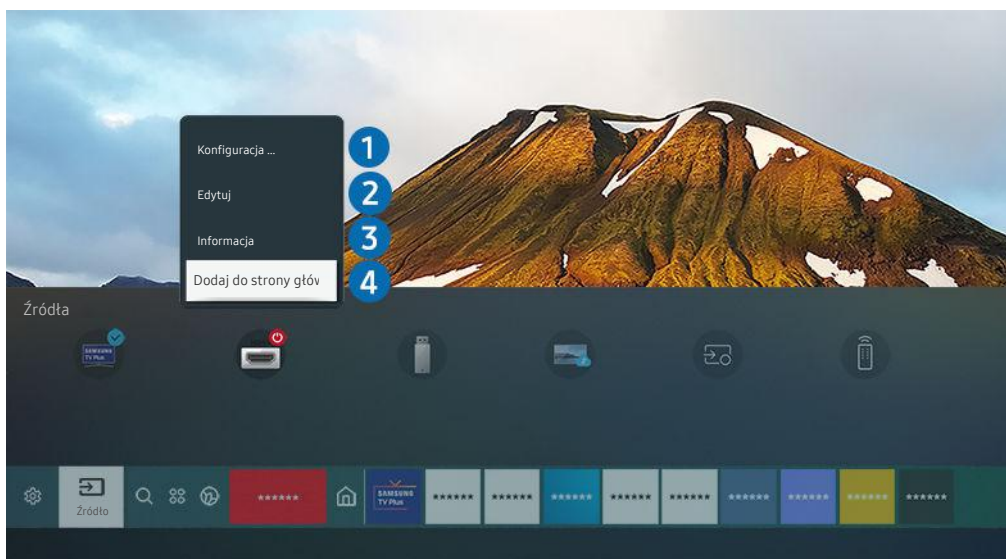 Konfiguracja ...
1
Edytuj
2
Informacja
3
Dodaj do strony głów
4
Źródła
SAMSUNG
TV Plus
Źródło
******
SAMSUNG
TV Plus
******
******
******
******
******
******
******
******
******